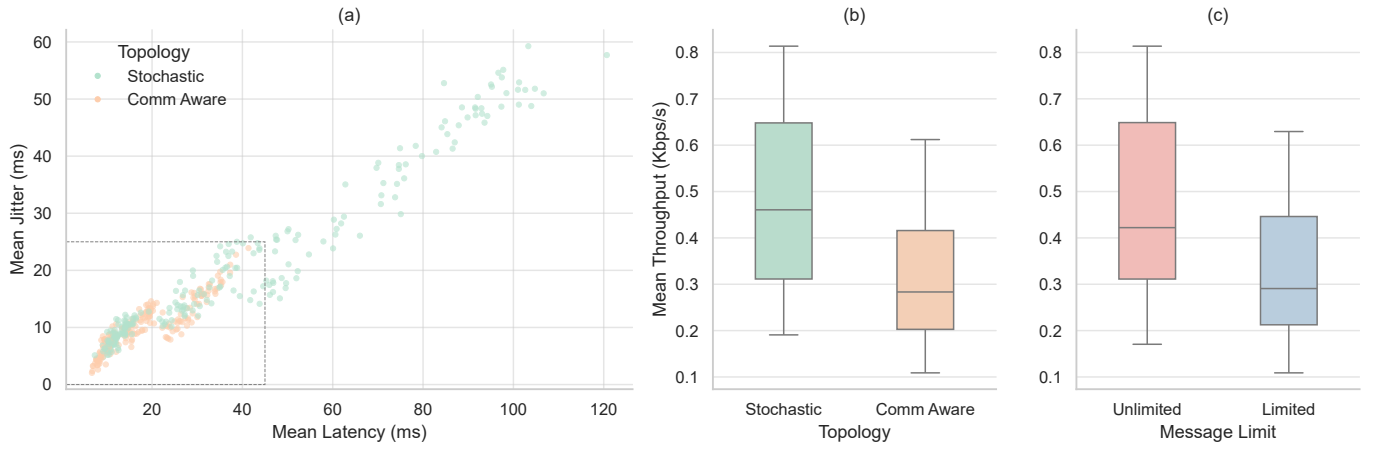 (a)
Mean Jitter (ms)
60
50
40
30
20
10
0
Topology
Stochastic
Comm Aware
20 40 60 80 100 120
Mean Latency (ms)
(b)
Mean Throughput (Kbps/s)
0.8
0.7
0.6
0.5
0.4
0.3
0.2
0.1
Stochastic Comm Aware
Topology
(c)
0.8
0.7
0.6
0.5
0.4
0.3
0.2
0.1
Unlimited Limited
Message Limit